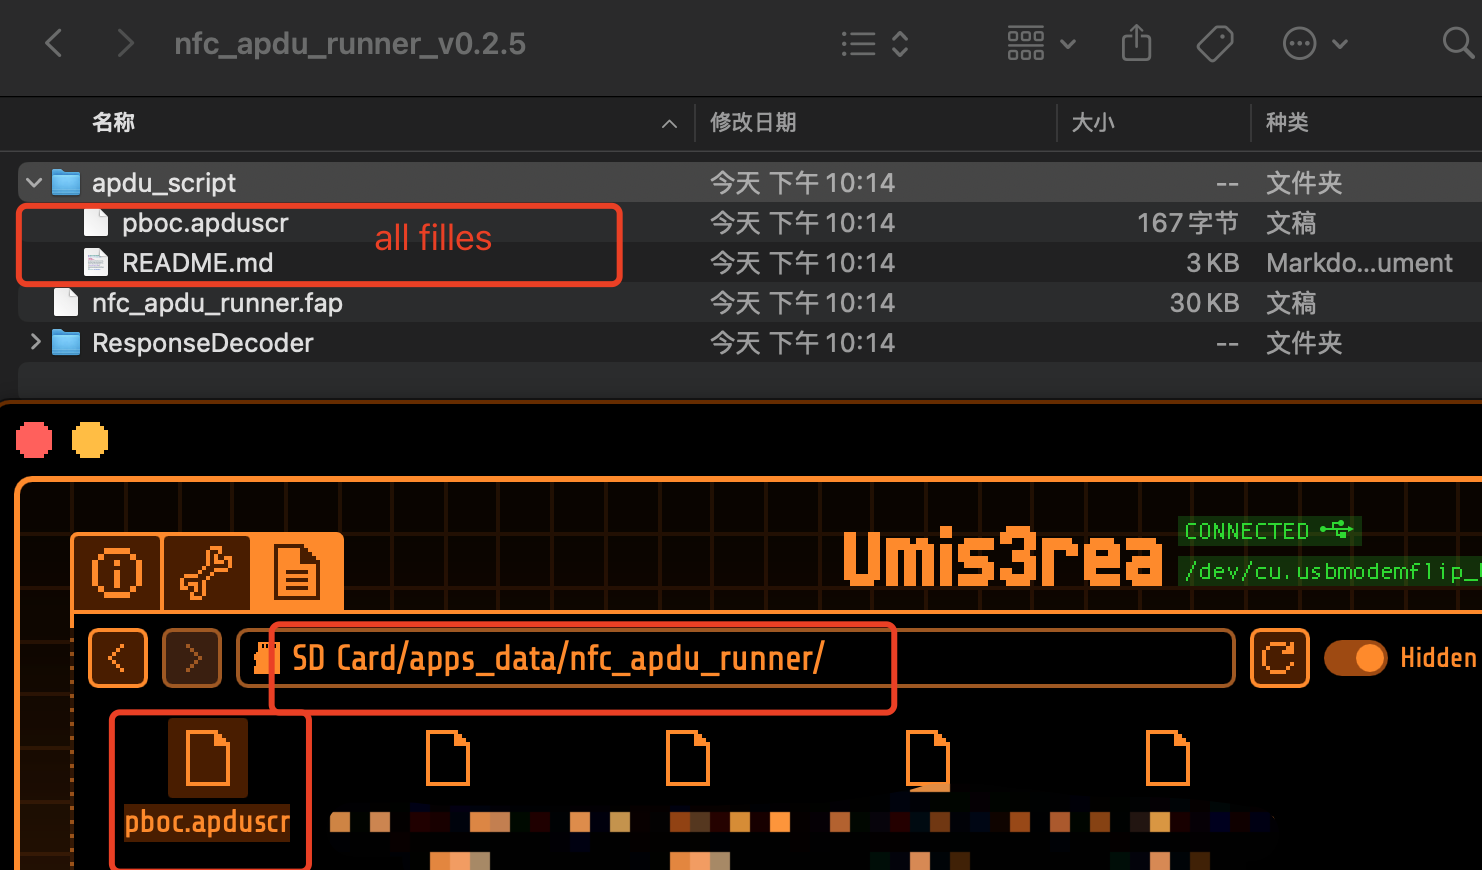 nfc_apdu_runner_v0.2.5
名称 修改日期 大小 种类
apdu_script 今天 下午 10:14 -- 文件夹
pboc.apduscr 今天 下午 10:14 167 字节 文稿
all filles
README.md 今天 下午 10:14 3 KB Markdo...ument
nfc_apdu_runner.fap 今天 下午 10:14 30 KB 文稿
ResponseDecoder 今天 下午 10:14 -- 文件夹
Umis3rea
CONNECTED
/dev/cu.usbmodemflip_
SD Card/apps_data/nfc_apdu_runner/
Hidden
pboc.apduscr